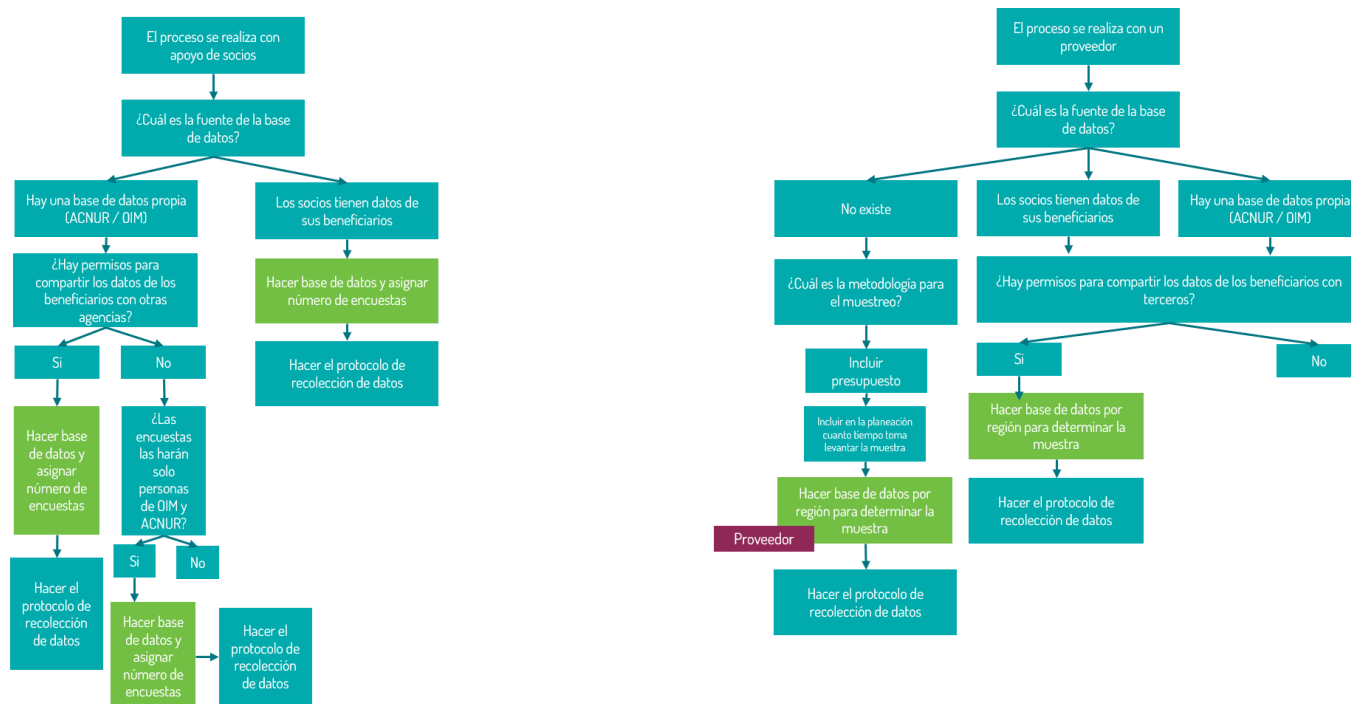 El proceso se realiza con
apoyo de socios
¿Cuál es la fuente de la base
de datos?
Hay una base de datos propia
(ACNUR / OIM)
Los socios tienen datos de
sus beneficiarios
¿Hay permisos para
compartir los datos de los
beneficiarios con otras
agencias?
Hacer base de datos y asignar
número de encuestas
Si
No
Hacer el protocolo de
recolección de datos
Hacer base
de datos y
asignar
número de
encuestas
¿Las
encuestas
las harán
solo
personas
de OIM y
ACNUR?
Si
No
Hacer el
protocolo de
recolección
de datos
Hacer base
de datos y
asignar
número de
encuestas
Hacer el
protocolo de
recolección
de datos
El proceso se realiza con un
proveedor
¿Cuál es la fuente de la base
de datos?
No existe
Los socios tienen datos de
sus beneficiarios
Hay una base de datos propia
(ACNUR / OIM)
¿Cuál es la metodología para
el muestreo?
¿Hay permisos para compartir los datos de los beneficiarios con
terceros?
Incluir
presupuesto
Si
No
Incluir en la planeación
cuanto tiempo toma
levantar la muestra
Hacer base de datos por
región para determinar la
muestra
Hacer base de datos por
región para determinar la
muestra
Proveedor
Hacer el protocolo de
recolección de datos
Hacer el protocolo de
recolección de datos